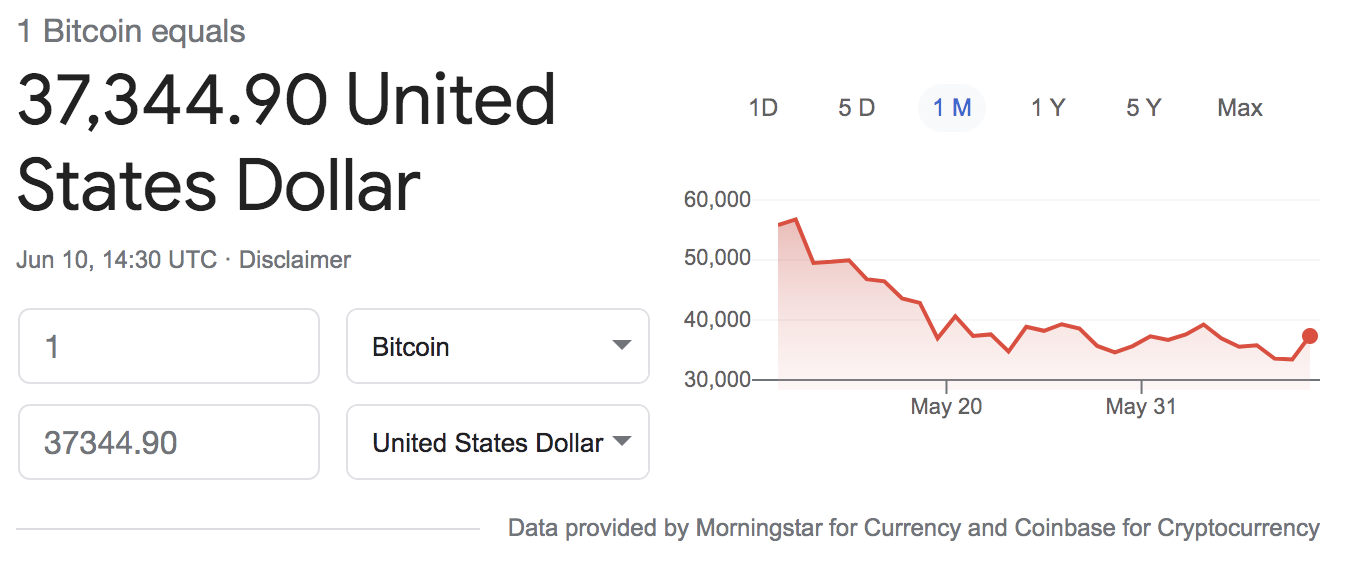 1 Bitcoin equals
37,344.90 United
States Dollar
Jun 10, 14:30 UTC · Disclaimer
1
Bitcoin
37344.90
United States Dollar
1D 5 D 1 M 1 Y 5 Y Max
60,000
50,000
40,000
30,000
May 20 May 31
Data provided by Morningstar for Currency and Coinbase for Cryptocurrency